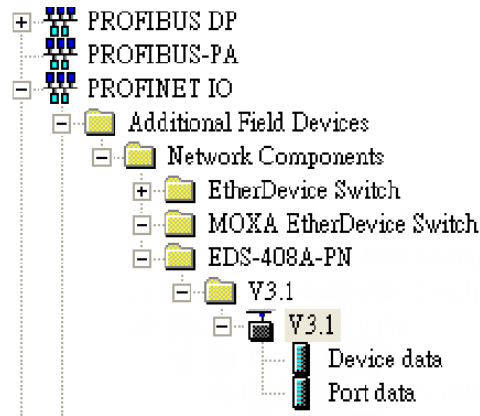 PROFIBUS DP
PROFIBUS-PA
PROFINET IO
Additional Field Devices
Network Components
EtherDevice Switch
MOXA EtherDevice Switch
EDS-408A-PN
V3.1
V3.1
Device data
Port data